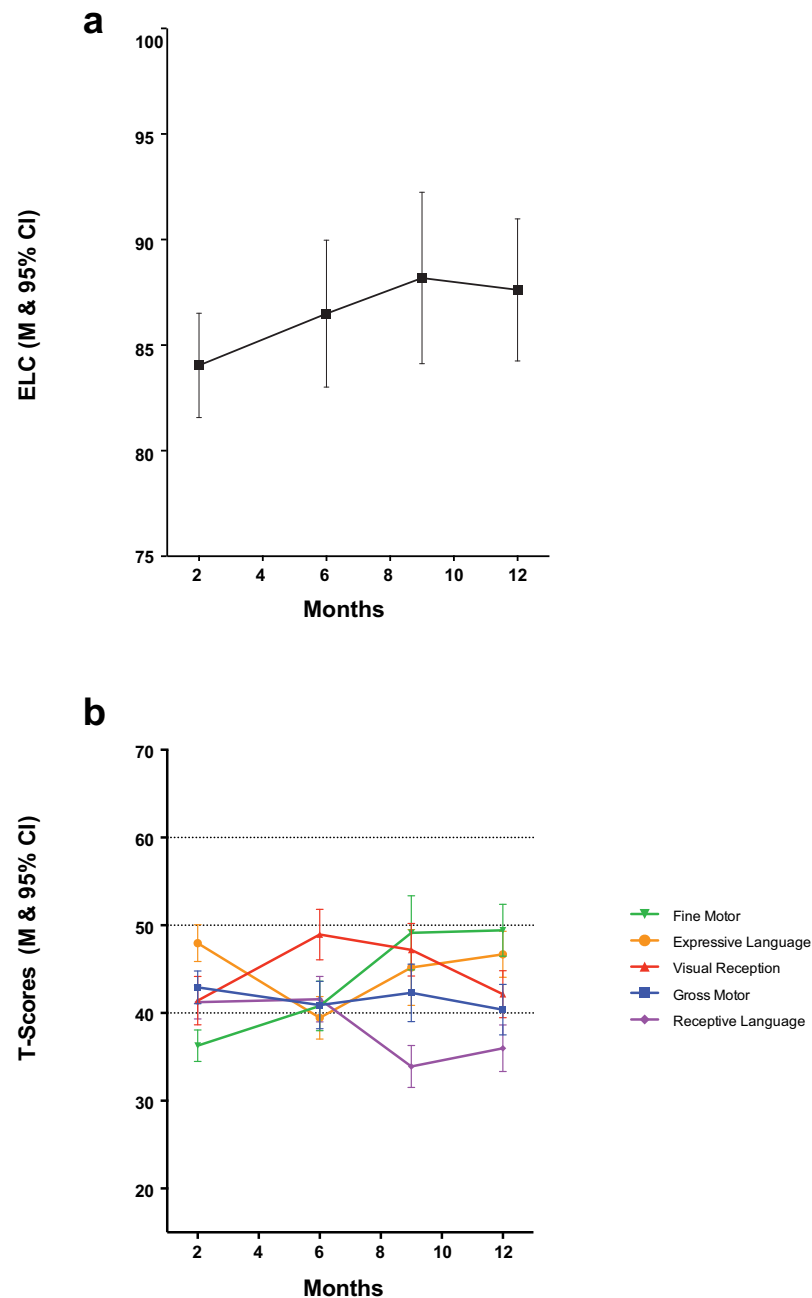 a
100
95
90
85
80
75
ELC (M & 95% CI)
2 4 6 8 10 12
Months
b
70
60
50
40
30
20
T-Scores (M & 95% CI)
2 4 6 8 10 12
Months
Fine Motor
Expressive Language
Visual Reception
Gross Motor
Receptive Language